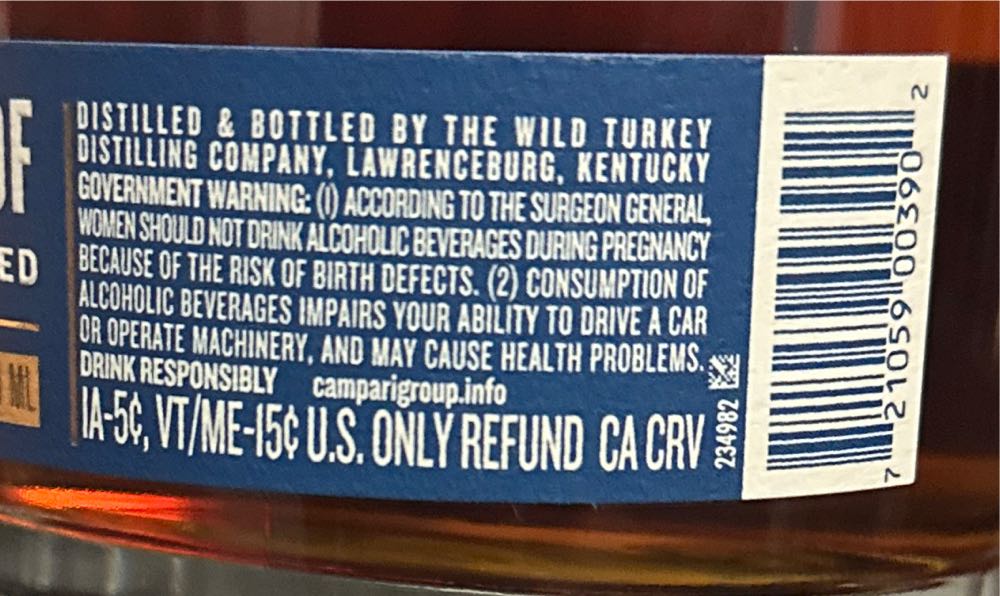 OF
ED
ML
DISTILLED & BOTTLED BY THE WILD TURKEY
DISTILLING COMPANY, LAWRENCEBURG, KENTUCKY
GOVERNMENT WARNING: (1) ACCORDING TO THE SURGEON GENERAL,
WOMEN SHOULD NOT DRINK ALCOHOLIC BEVERAGES DURING PREGNANCY
BECAUSE OF THE RISK OF BIRTH DEFECTS. (2) CONSUMPTION OF
ALCOHOLIC BEVERAGES IMPAIRS YOUR ABILITY TO DRIVE A CAR
OR OPERATE MACHINERY, AND MAY CAUSE HEALTH PROBLEMS.
DRINK RESPONSIBLY camparigroup.info
IA-5¢, VT/ME-15¢ U.S. ONLY REFUND CA CRV
234982
7 21059 00390 2